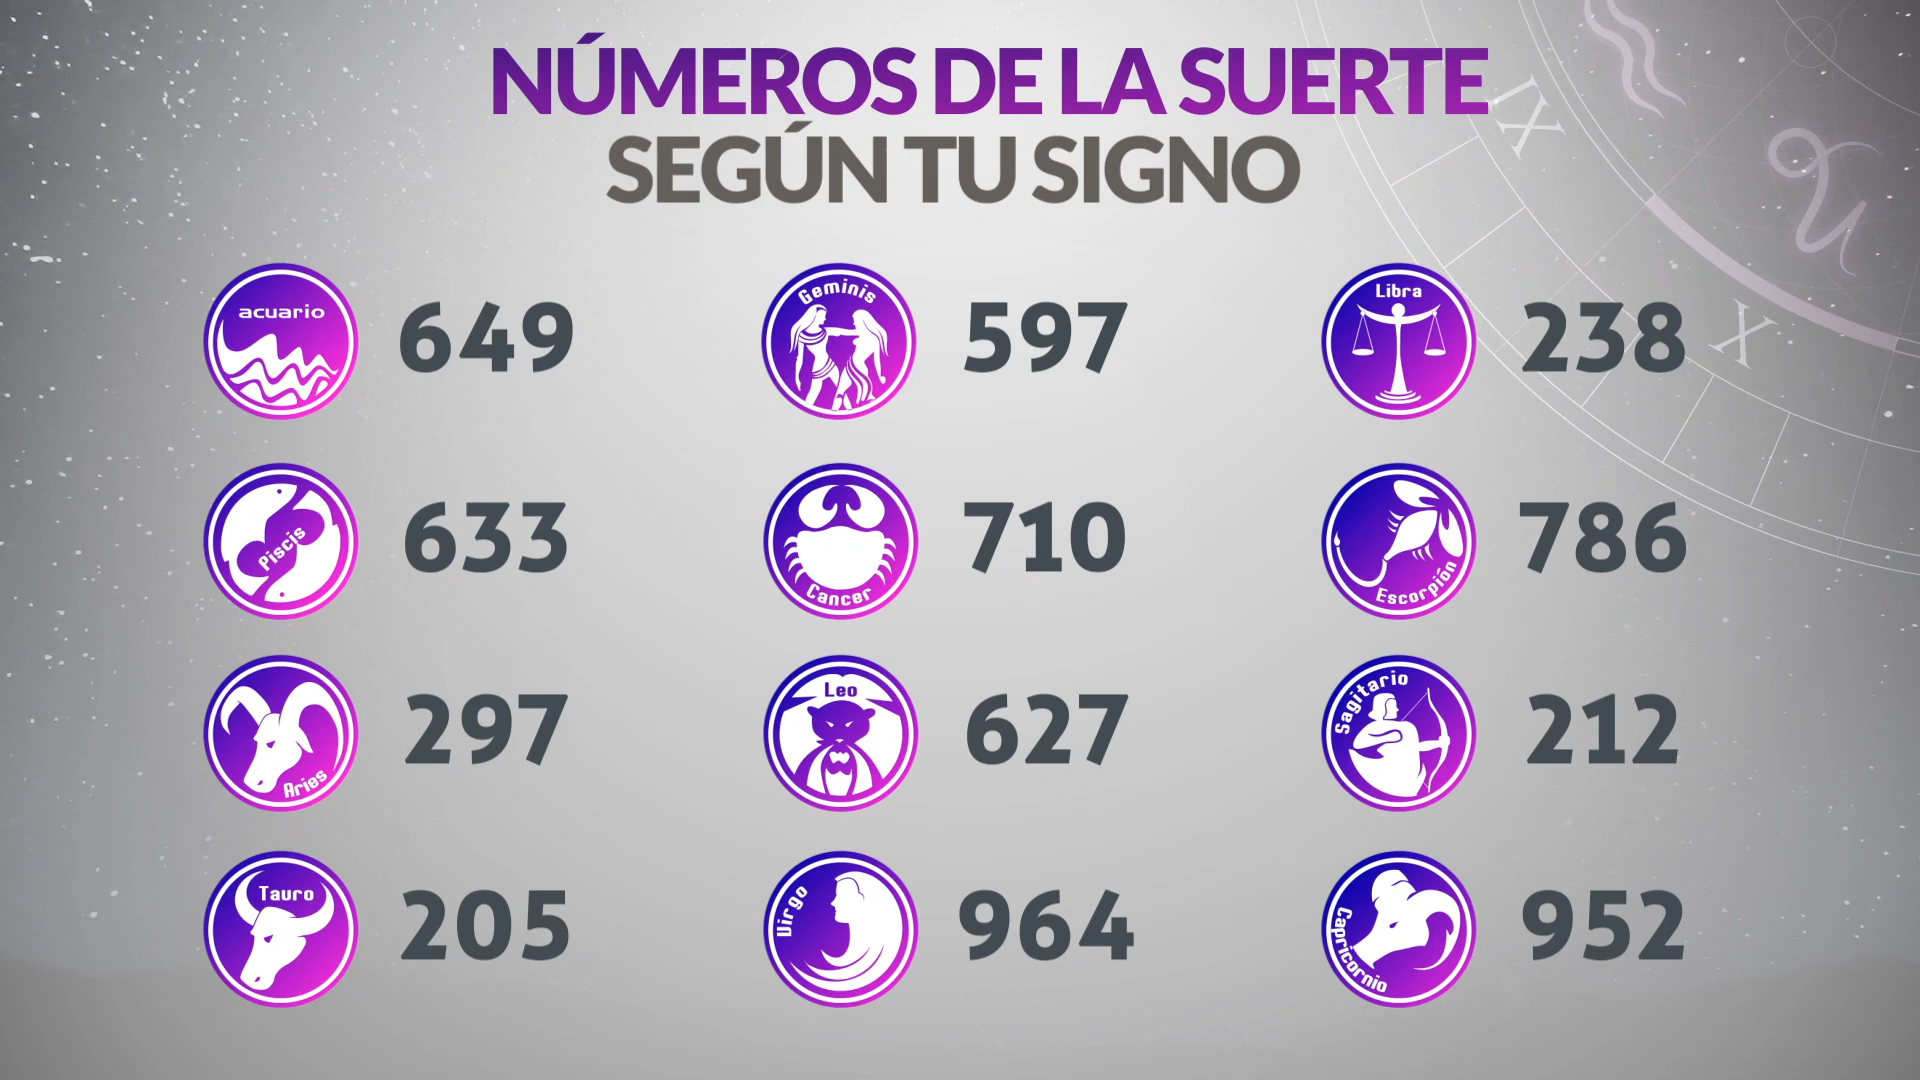 NÚMEROS DE LA SUERTE
SEGÚN TU SIGNO
acuario 649
Geminis 597
Libra 238
Piscis 633
Cancer 710
Escorpión 786
Aries 297
Leo 627
Sagitario 212
Tauro 205
Virgo 964
Capricornio 952
IX
X